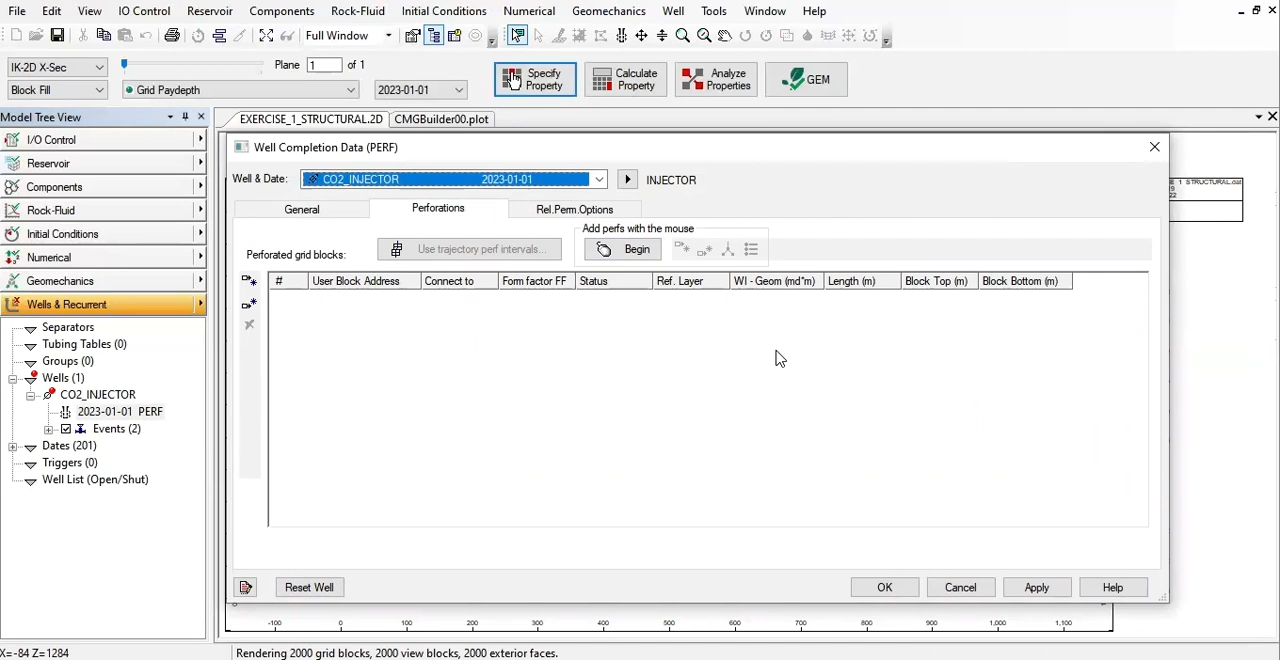 File Edit View IO Control Reservoir Components Rock-Fluid Initial Conditions Numerical Geomechanics Well Tools Window Help
Full Window
IK-2D X-Sec Plane 1 of 1
Block Fill Grid Paydepth 2023-01-01
Specify Property
Calculate Property
Analyze Properties
GEM
Model Tree View
EXERCISE_1_STRUCTURAL.2D CMGBuilder00.plot
I/O Control
Reservoir
Components
Rock-Fluid
Initial Conditions
Numerical
Geomechanics
Wells & Recurrent
Separators
Tubing Tables (0)
Groups (0)
Wells (1)
CO2_INJECTOR
2023-01-01 PERF
Events (2)
Dates (201)
Triggers (0)
Well List (Open/Shut)
Well Completion Data (PERF)
Well & Date: CO2_INJECTOR 2023-01-01 INJECTOR
General Perforations Rel.Perm.Options
Add perfs with the mouse
Perforated grid blocks: Use trajectory perf intervals... Begin
# User Block Address Connect to Form factor FF Status Ref. Layer WI - Geom (md*m) Length (m) Block Top (m) Block Bottom (m)
Reset Well OK Cancel Apply Help
1 STRUCTURAL.dat
-100 0 100 200 300 400 500 600 700 800 900 1,000 1,100
X=-84 Z=1284 Rendering 2000 grid blocks, 2000 view blocks, 2000 exterior faces.